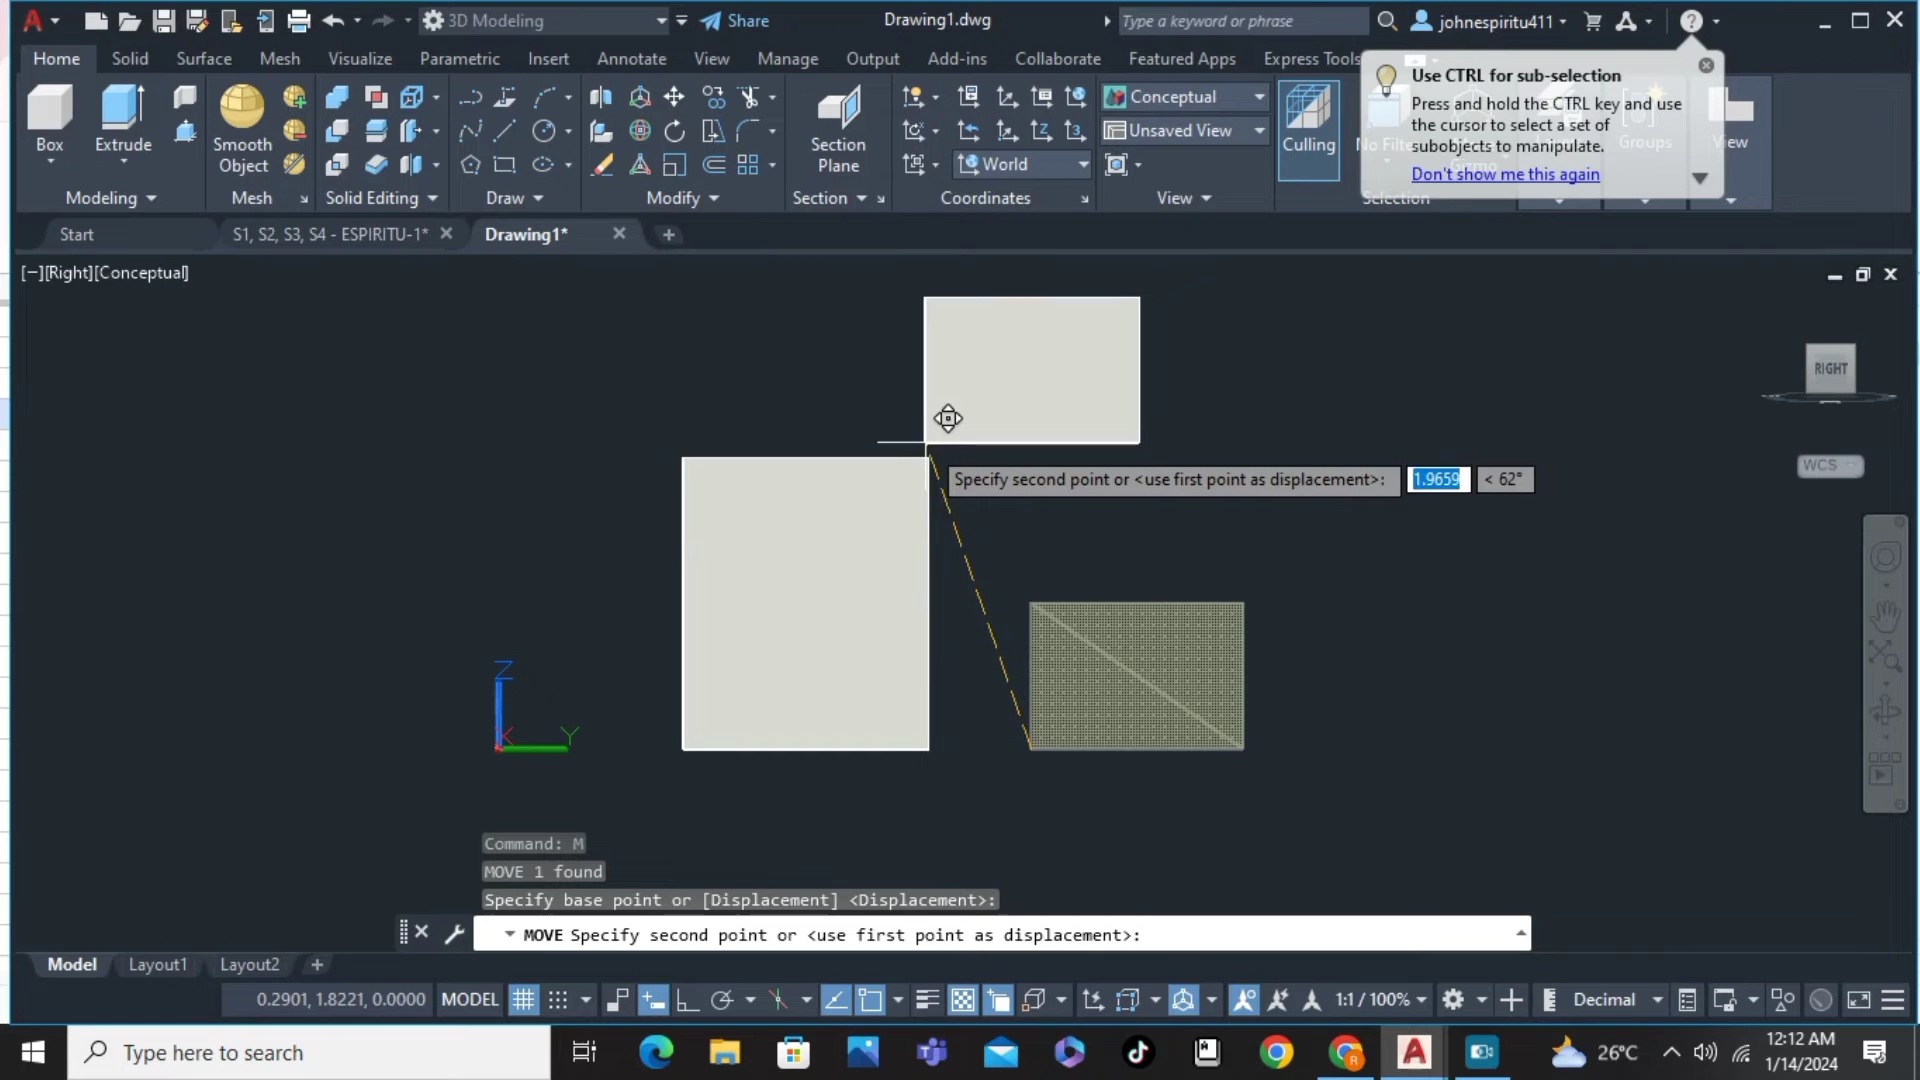 3D Modeling
Share
Drawing1.dwg
Type a keyword or phrase
johnespiritu411
Home
Solid
Surface
Mesh
Visualize
Parametric
Insert
Annotate
View
Manage
Output
Add-ins
Collaborate
Featured Apps
Express Tools
Use CTRL for sub-selection
Press and hold the CTRL key and use
the cursor to select a set of
subobjects to manipulate.
Don't show me this again
Box
Extrude
Smooth
Object
Section
Plane
Conceptual
Unsaved View
World
Culling
No Filter
Gizmo
Groups
View
Modeling
Mesh
Solid Editing
Draw
Modify
Section
Coordinates
View
Selection
Start
S1, S2, S3, S4 - ESPIRITU-1*
Drawing1*
[−][Right][Conceptual]
RIGHT
WCS
Specify second point or <use first point as displacement>:
1.9659
< 62°
Z
X
Y
Command: M
MOVE 1 found
Specify base point or [Displacement] <Displacement>:
MOVE Specify second point or <use first point as displacement>:
Model
Layout1
Layout2
0.2901, 1.8221, 0.0000
MODEL
1:1 / 100%
Decimal
Type here to search
26°C
12:12 AM
1/14/2024